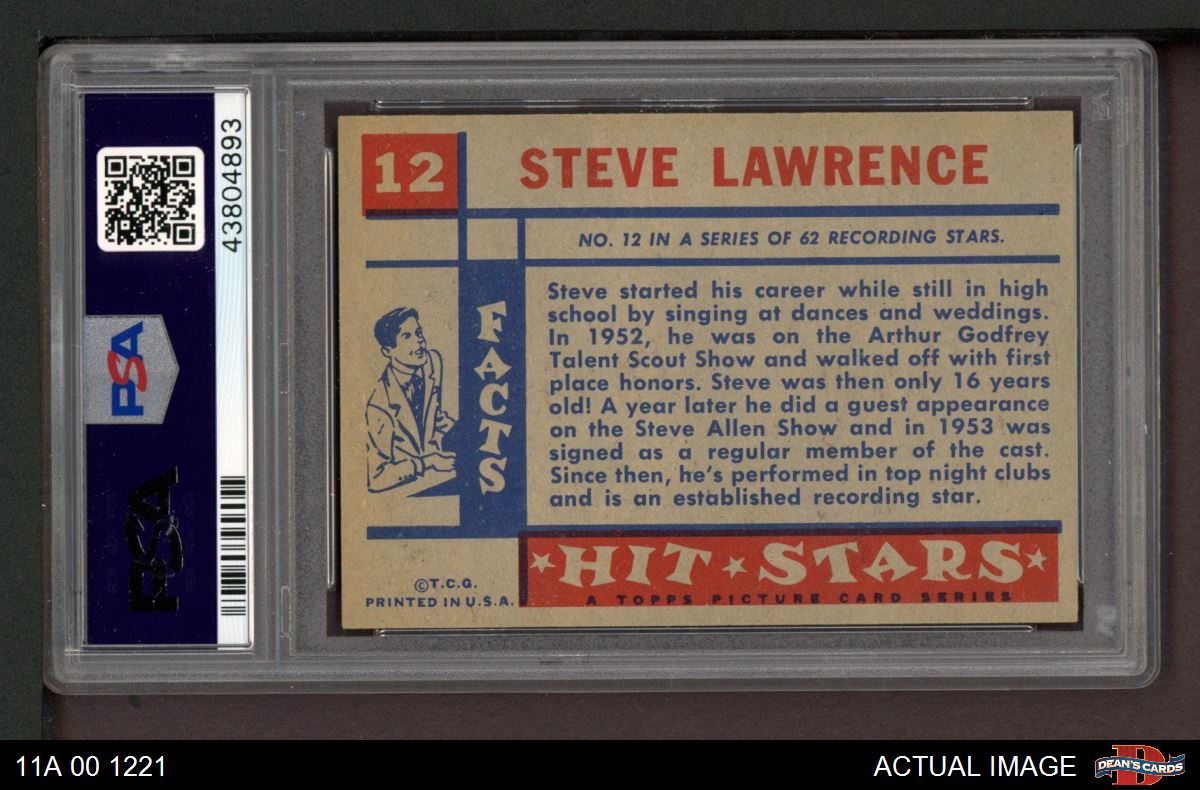 12
STEVE LAWRENCE
NO. 12 IN A SERIES OF 62 RECORDING STARS.
FACTS
Steve started his career while still in high
school by singing at dances and weddings.
In 1952, he was on the Arthur Godfrey
Talent Scout Show and walked off with first
place honors. Steve was then only 16 years
old! A year later he did a guest appearance
on the Steve Allen Show and in 1953 was
signed as a regular member of the cast.
Since then, he's performed in top night clubs
and is an established recording star.
HIT STARS
A TOPPS PICTURE CARD SERIES
©T.C.G.
PRINTED IN U.S.A.
43804893
PSA
PSA
11A 00 1221
ACTUAL IMAGE
D
DEAN'S CARDS